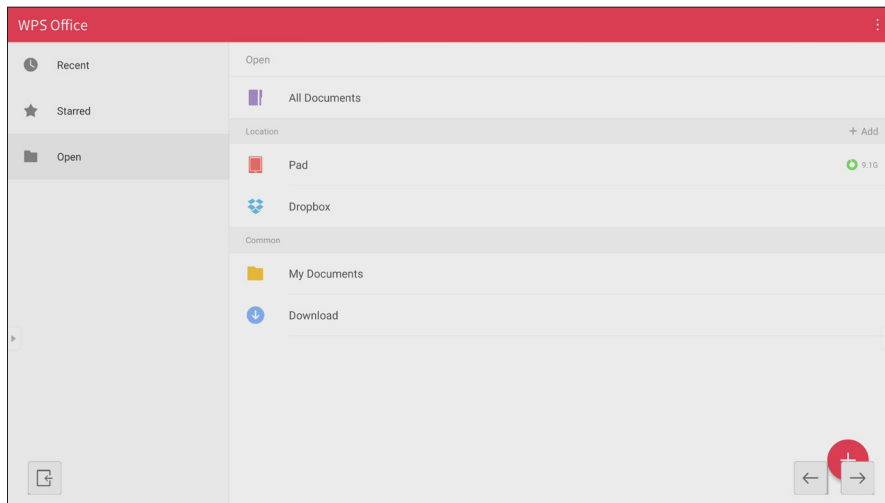 WPS Office
Recent
Starred
Open
Open
All Documents
Location
+ Add
Pad
9.1G
Dropbox
Common
My Documents
Download